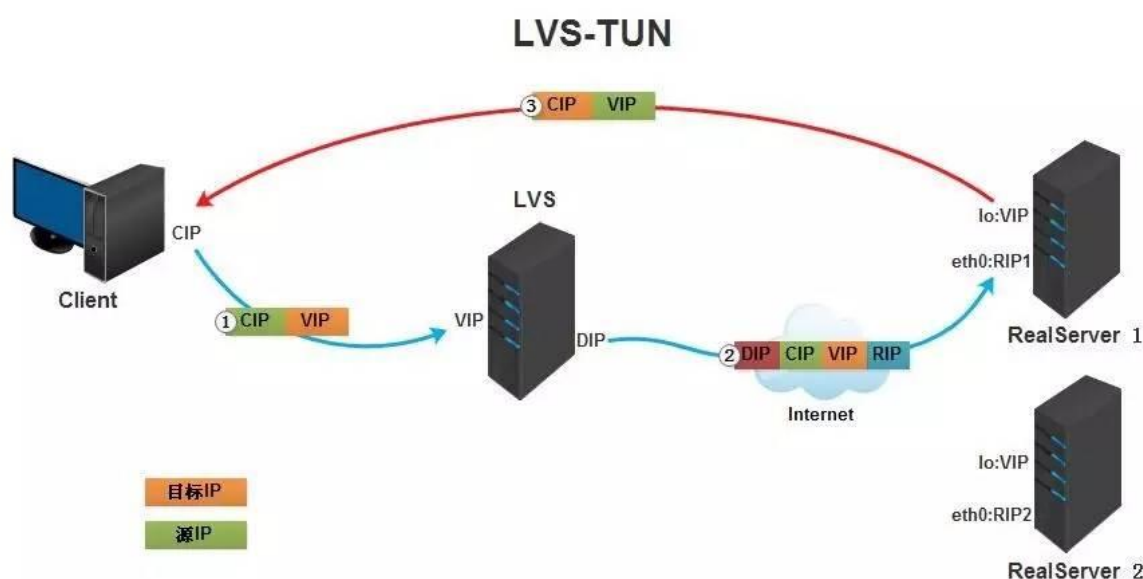 LVS-TUN
③ CIP VIP
LVS
lo:VIP
CIP
eth0:RIP1
Client
① CIP VIP
VIP
DIP
② DIP CIP VIP RIP
RealServer 1
Internet
lo:VIP
目标IP
eth0:RIP2
源IP
RealServer 2